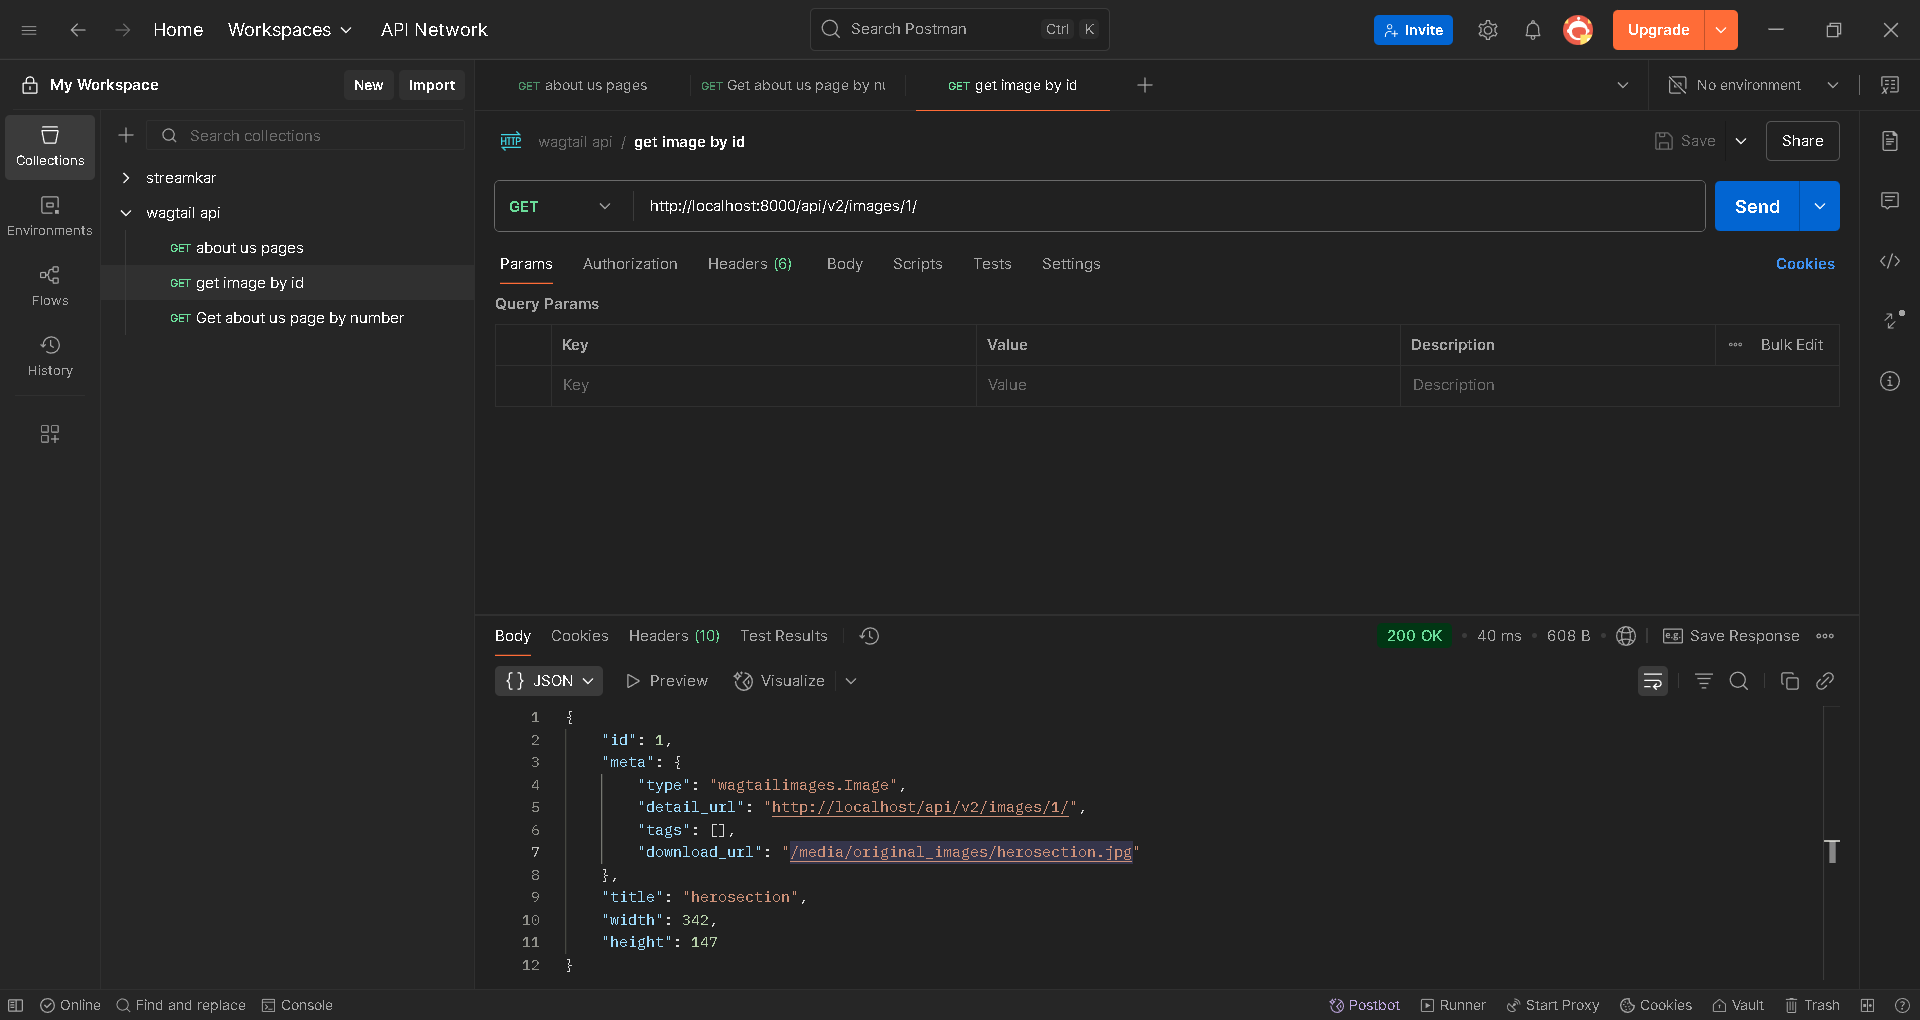 Home Workspaces API Network Search Postman Ctrl K Invite Upgrade
My Workspace New Import
GET about us pages GET Get about us page by nu GET get image by id No environment
Collections
Environments
Flows
History
Search collections
streamkar
wagtail api
GET about us pages
GET get image by id
GET Get about us page by number
HTTP wagtail api / get image by id Save Share
GET http://localhost:8000/api/v2/images/1/ Send
Params Authorization Headers (6) Body Scripts Tests Settings Cookies
Query Params
Key Value Description Bulk Edit
Key Value Description
Body Cookies Headers (10) Test Results 200 OK 40 ms 608 B e.g. Save Response
{} JSON Preview Visualize
1 {
2 "id": 1,
3 "meta": {
4 "type": "wagtailimages.Image",
5 "detail_url": "http://localhost/api/v2/images/1/",
6 "tags": [],
7 "download_url": "/media/original_images/herosection.jpg"
8 },
9 "title": "herosection",
10 "width": 342,
11 "height": 147
12 }
Online Find and replace Console Postbot Runner Start Proxy Cookies Vault Trash